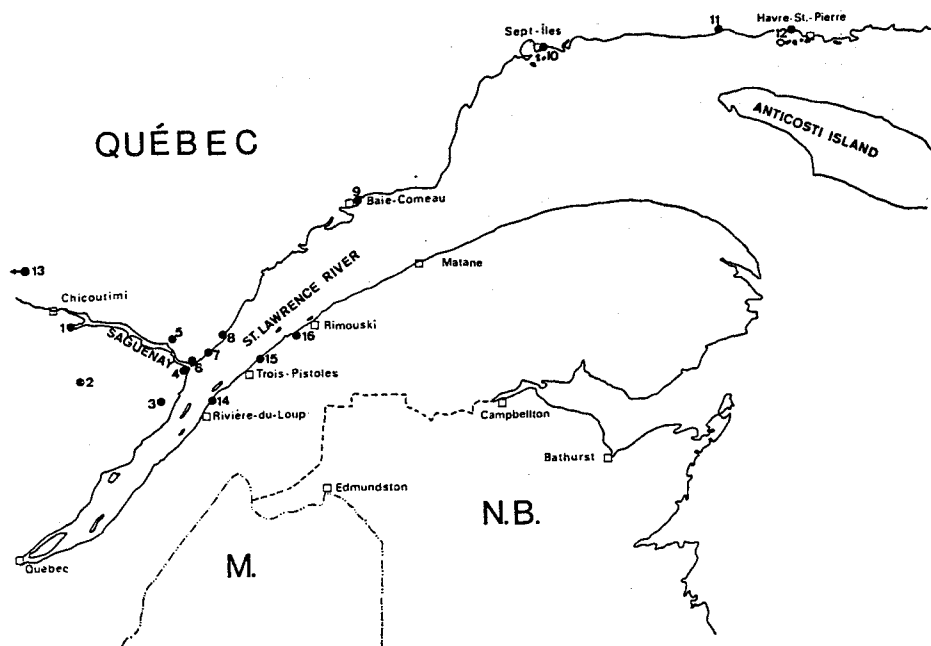 11
Havre-St.-Pierre
12
Sept-Îles
10
ANTICOSTI ISLAND
QUÉBEC
9
Baie-Comeau
ST. LAWRENCE RIVER
Matane
13
Chicoutimi
1
SAGUENAY
5
8
7
6
4
Rimouski
16
15
2
Trois-Pistoles
3
14
Rivière-du-Loup
Campbellton
Bathurst
Edmundston
N.B.
M.
Québec